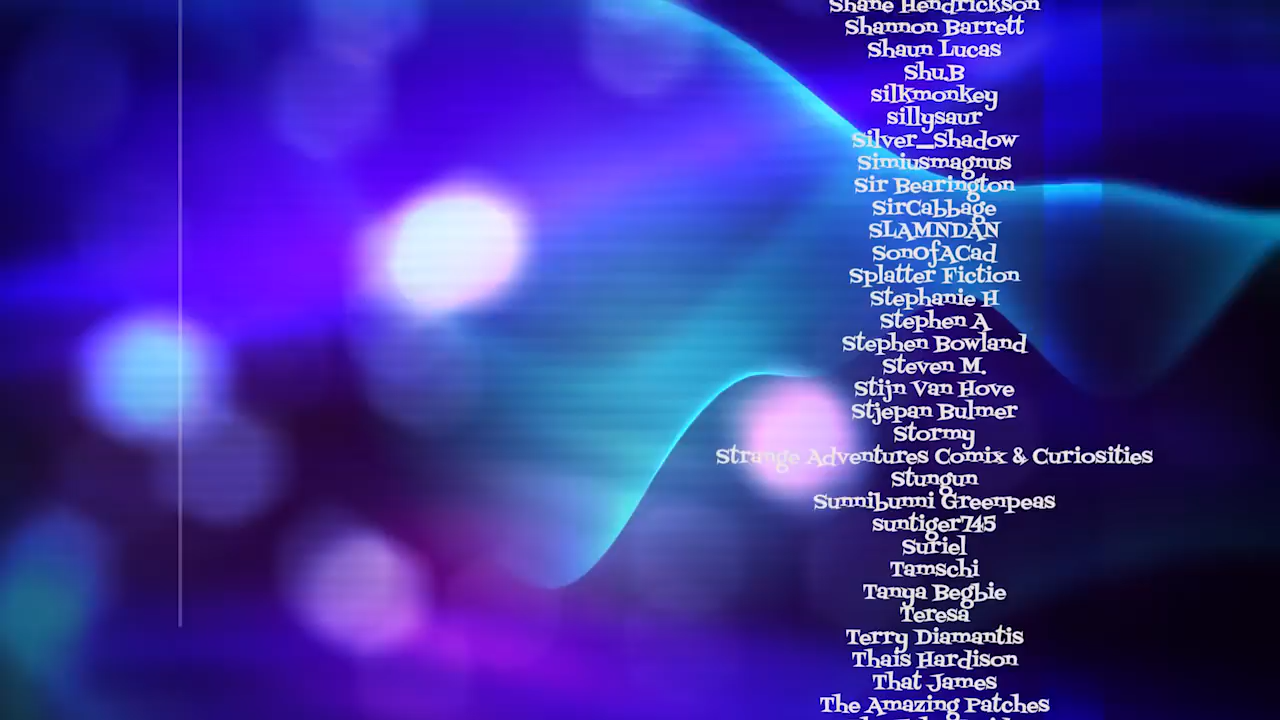 Shane Hendrickson
Shannon Barrett
Shaun Lucas
Shu.B
silkmonkey
sillysaur
Silver_Shadow
Simiusmagnus
Sir Bearington
SirCabbage
SLAMNDAN
SonofACad
Splatter Fiction
Stephanie H
Stephen A
Stephen Bowland
Steven M.
Stijn Van Hove
Stjepan Bulmer
Stormy
Strange Adventures Comix & Curiosities
Stungun
Sunnibunni Greenpeas
suntiger745
Suriel
Tamschi
Tanya Begbie
Teresa
Terry Diamantis
Thais Hardison
That James
The Amazing Patches